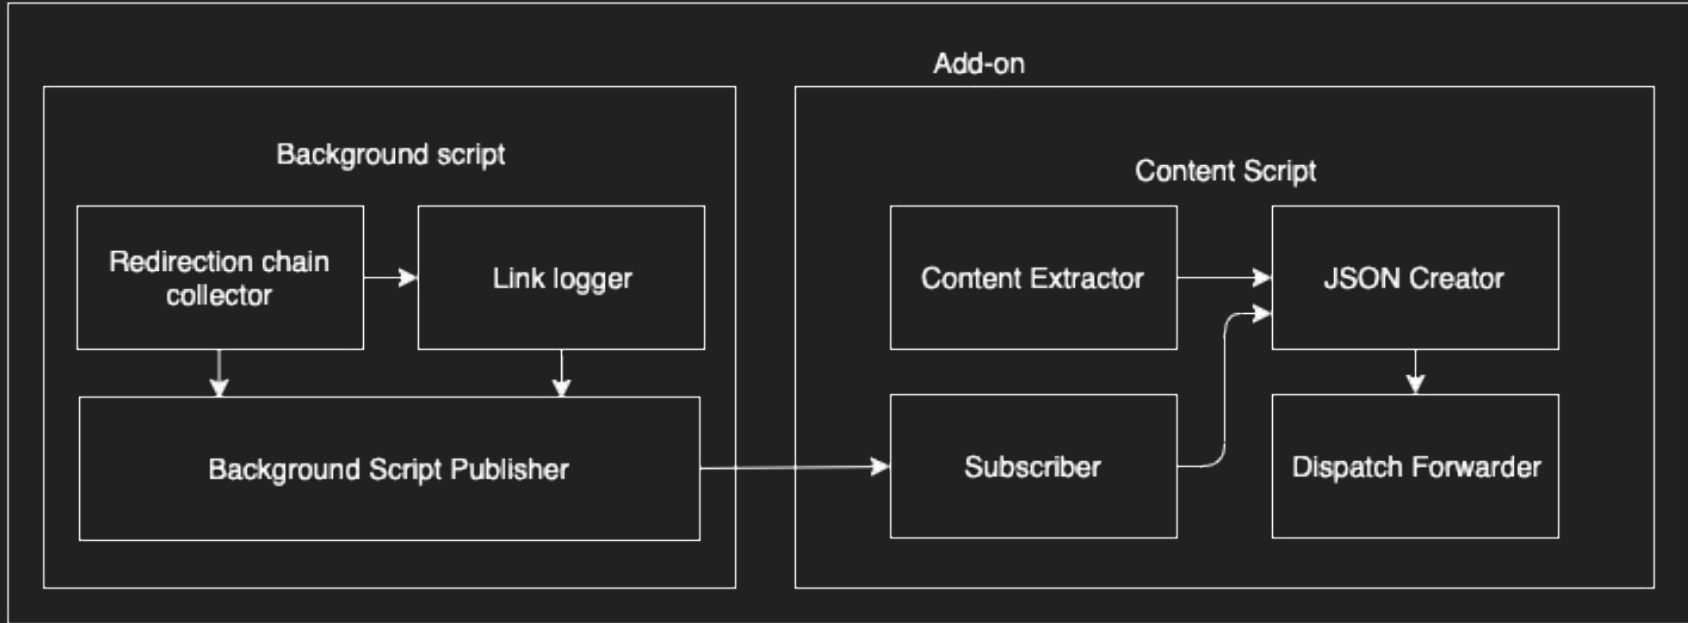 Add-on
Background script
Redirection chain
collector
Link logger
Background Script Publisher
Content Script
Content Extractor
JSON Creator
Subscriber
Dispatch Forwarder